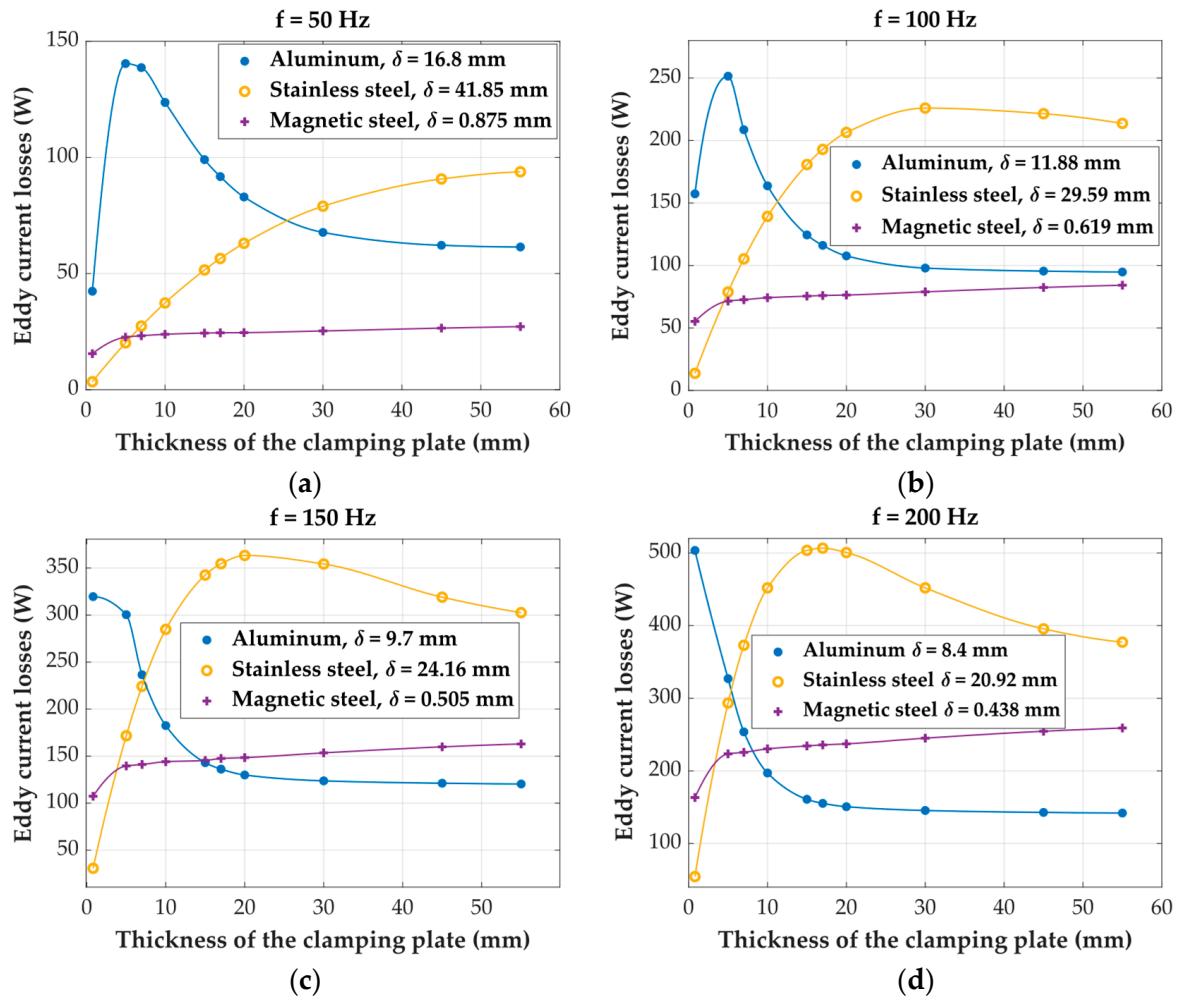 f = 50 Hz
150
100
50
0
Eddy current losses (W)
Aluminum, δ = 16.8 mm
Stainless steel, δ = 41.85 mm
Magnetic steel, δ = 0.875 mm
0 10 20 30 40 50 60
Thickness of the clamping plate (mm)
(a)
f = 100 Hz
250
200
150
100
50
0
Eddy current losses (W)
Aluminum, δ = 11.88 mm
Stainless steel, δ = 29.59 mm
Magnetic steel, δ = 0.619 mm
0 10 20 30 40 50 60
Thickness of the clamping plate (mm)
(b)
f = 150 Hz
350
300
250
200
150
100
50
Eddy current losses (W)
Aluminum, δ = 9.7 mm
Stainless steel, δ = 24.16 mm
Magnetic steel, δ = 0.505 mm
0 10 20 30 40 50 60
Thickness of the clamping plate (mm)
(c)
f = 200 Hz
500
400
300
200
100
Eddy current losses (W)
Aluminum δ = 8.4 mm
Stainless steel δ = 20.92 mm
Magnetic steel δ = 0.438 mm
0 10 20 30 40 50 60
Thickness of the clamping plate (mm)
(d)